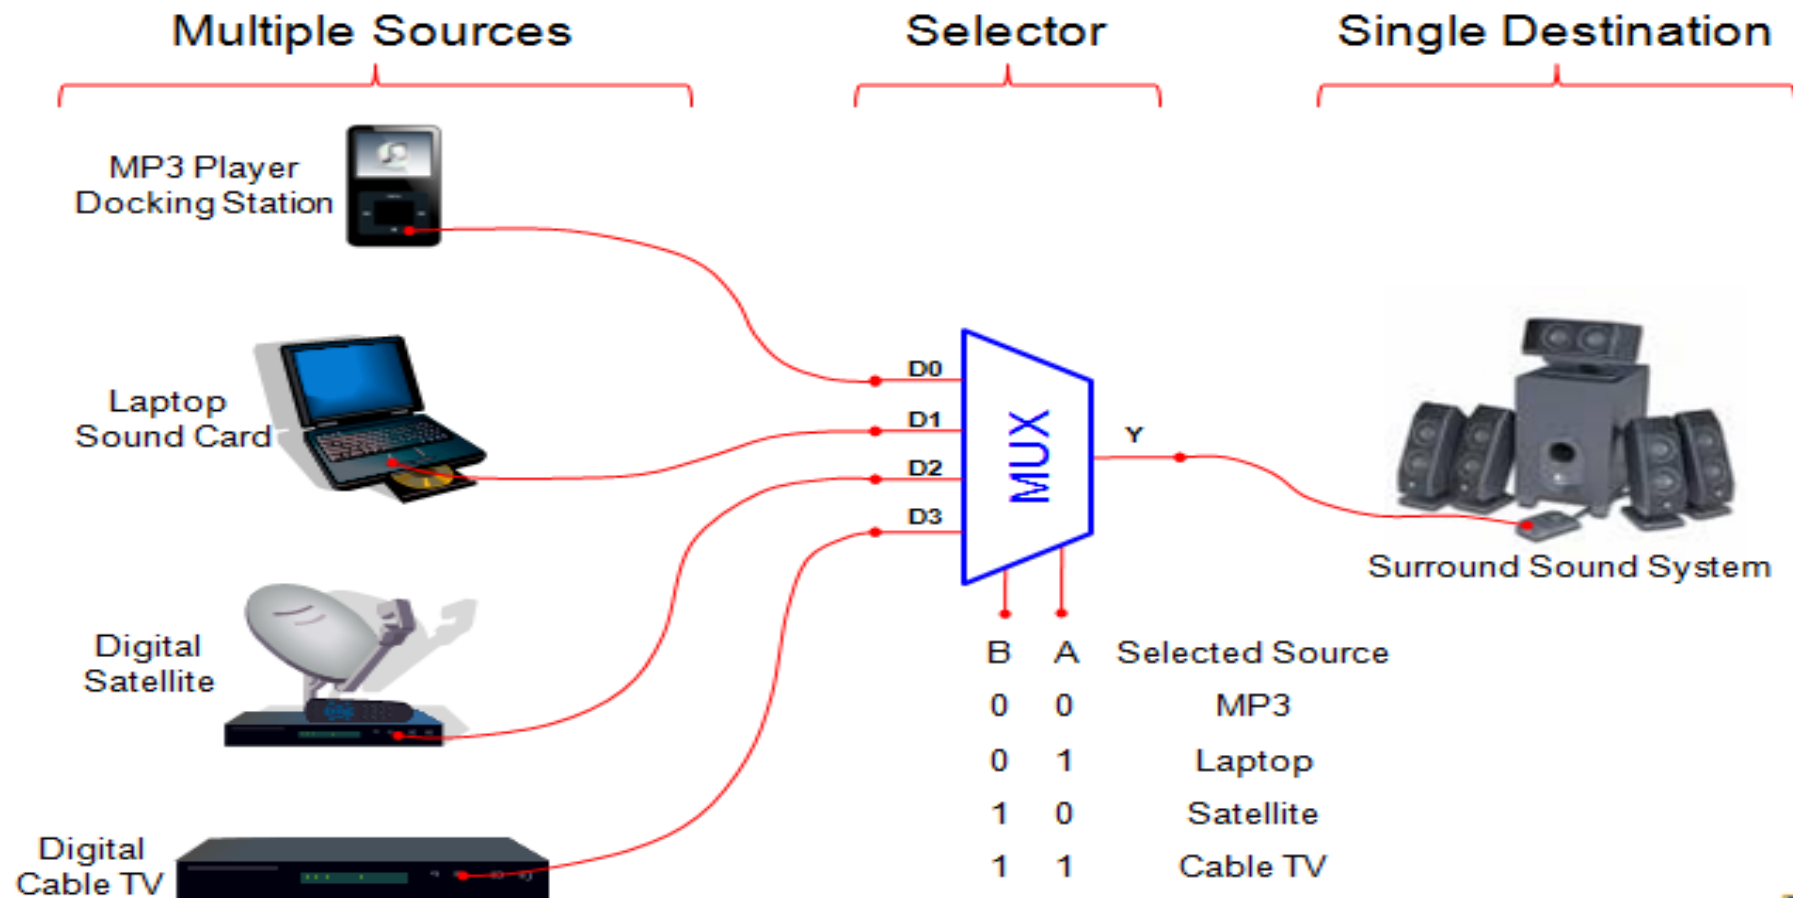 Multiple Sources
Selector
Single Destination
MP3 Player
Docking Station
Laptop
Sound Card
Digital
Satellite
Digital
Cable TV
D0
D1
D2
D3
MUX
Y
Surround Sound System
B A Selected Source
0 0 MP3
0 1 Laptop
1 0 Satellite
1 1 Cable TV